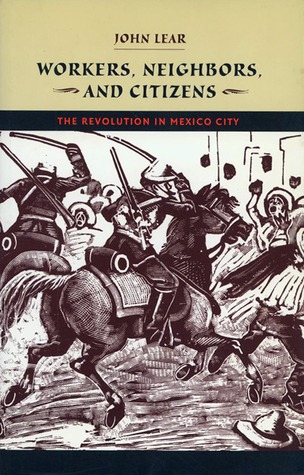 JOHN LEAR
WORKERS, NEIGHBORS,
AND CITIZENS
THE REVOLUTION IN MEXICO CITY